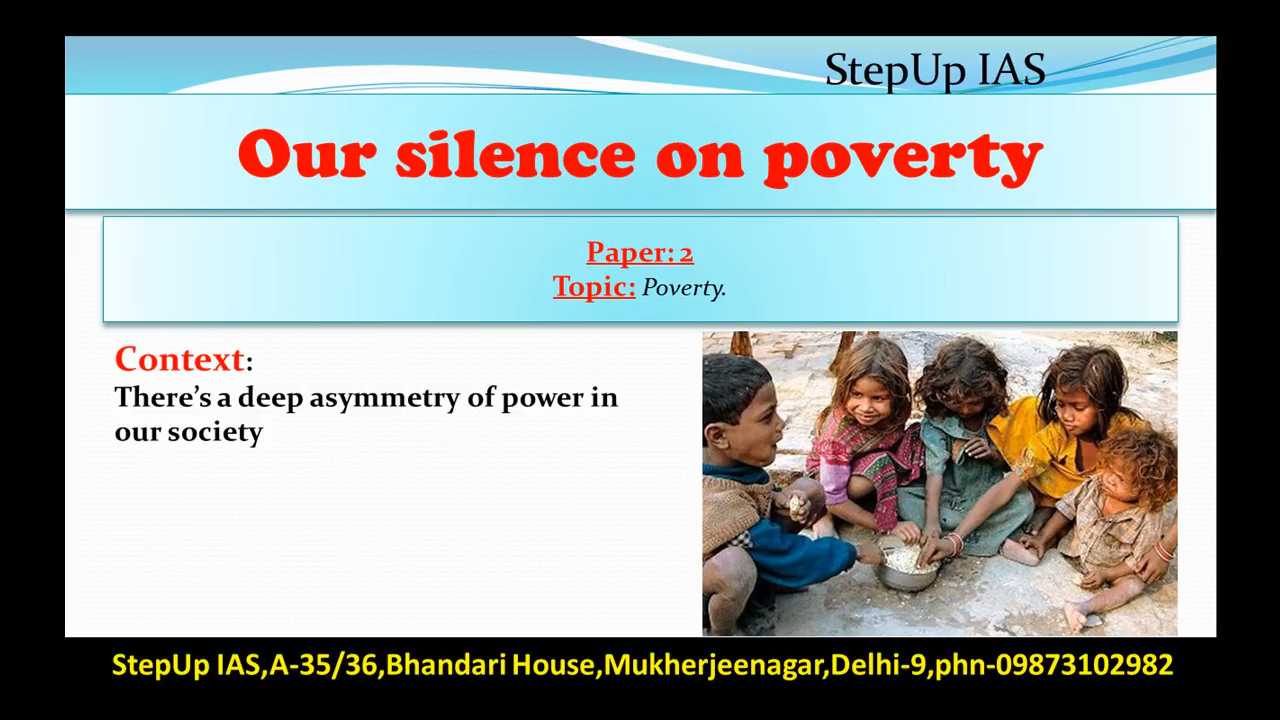 StepUp IAS
Our silence on poverty
Paper: 2
Topic: Poverty.
Context:
There’s a deep asymmetry of power in
our society
StepUp IAS,A-35/36,Bhandari House,Mukherjeenagar,Delhi-9,phn-09873102982